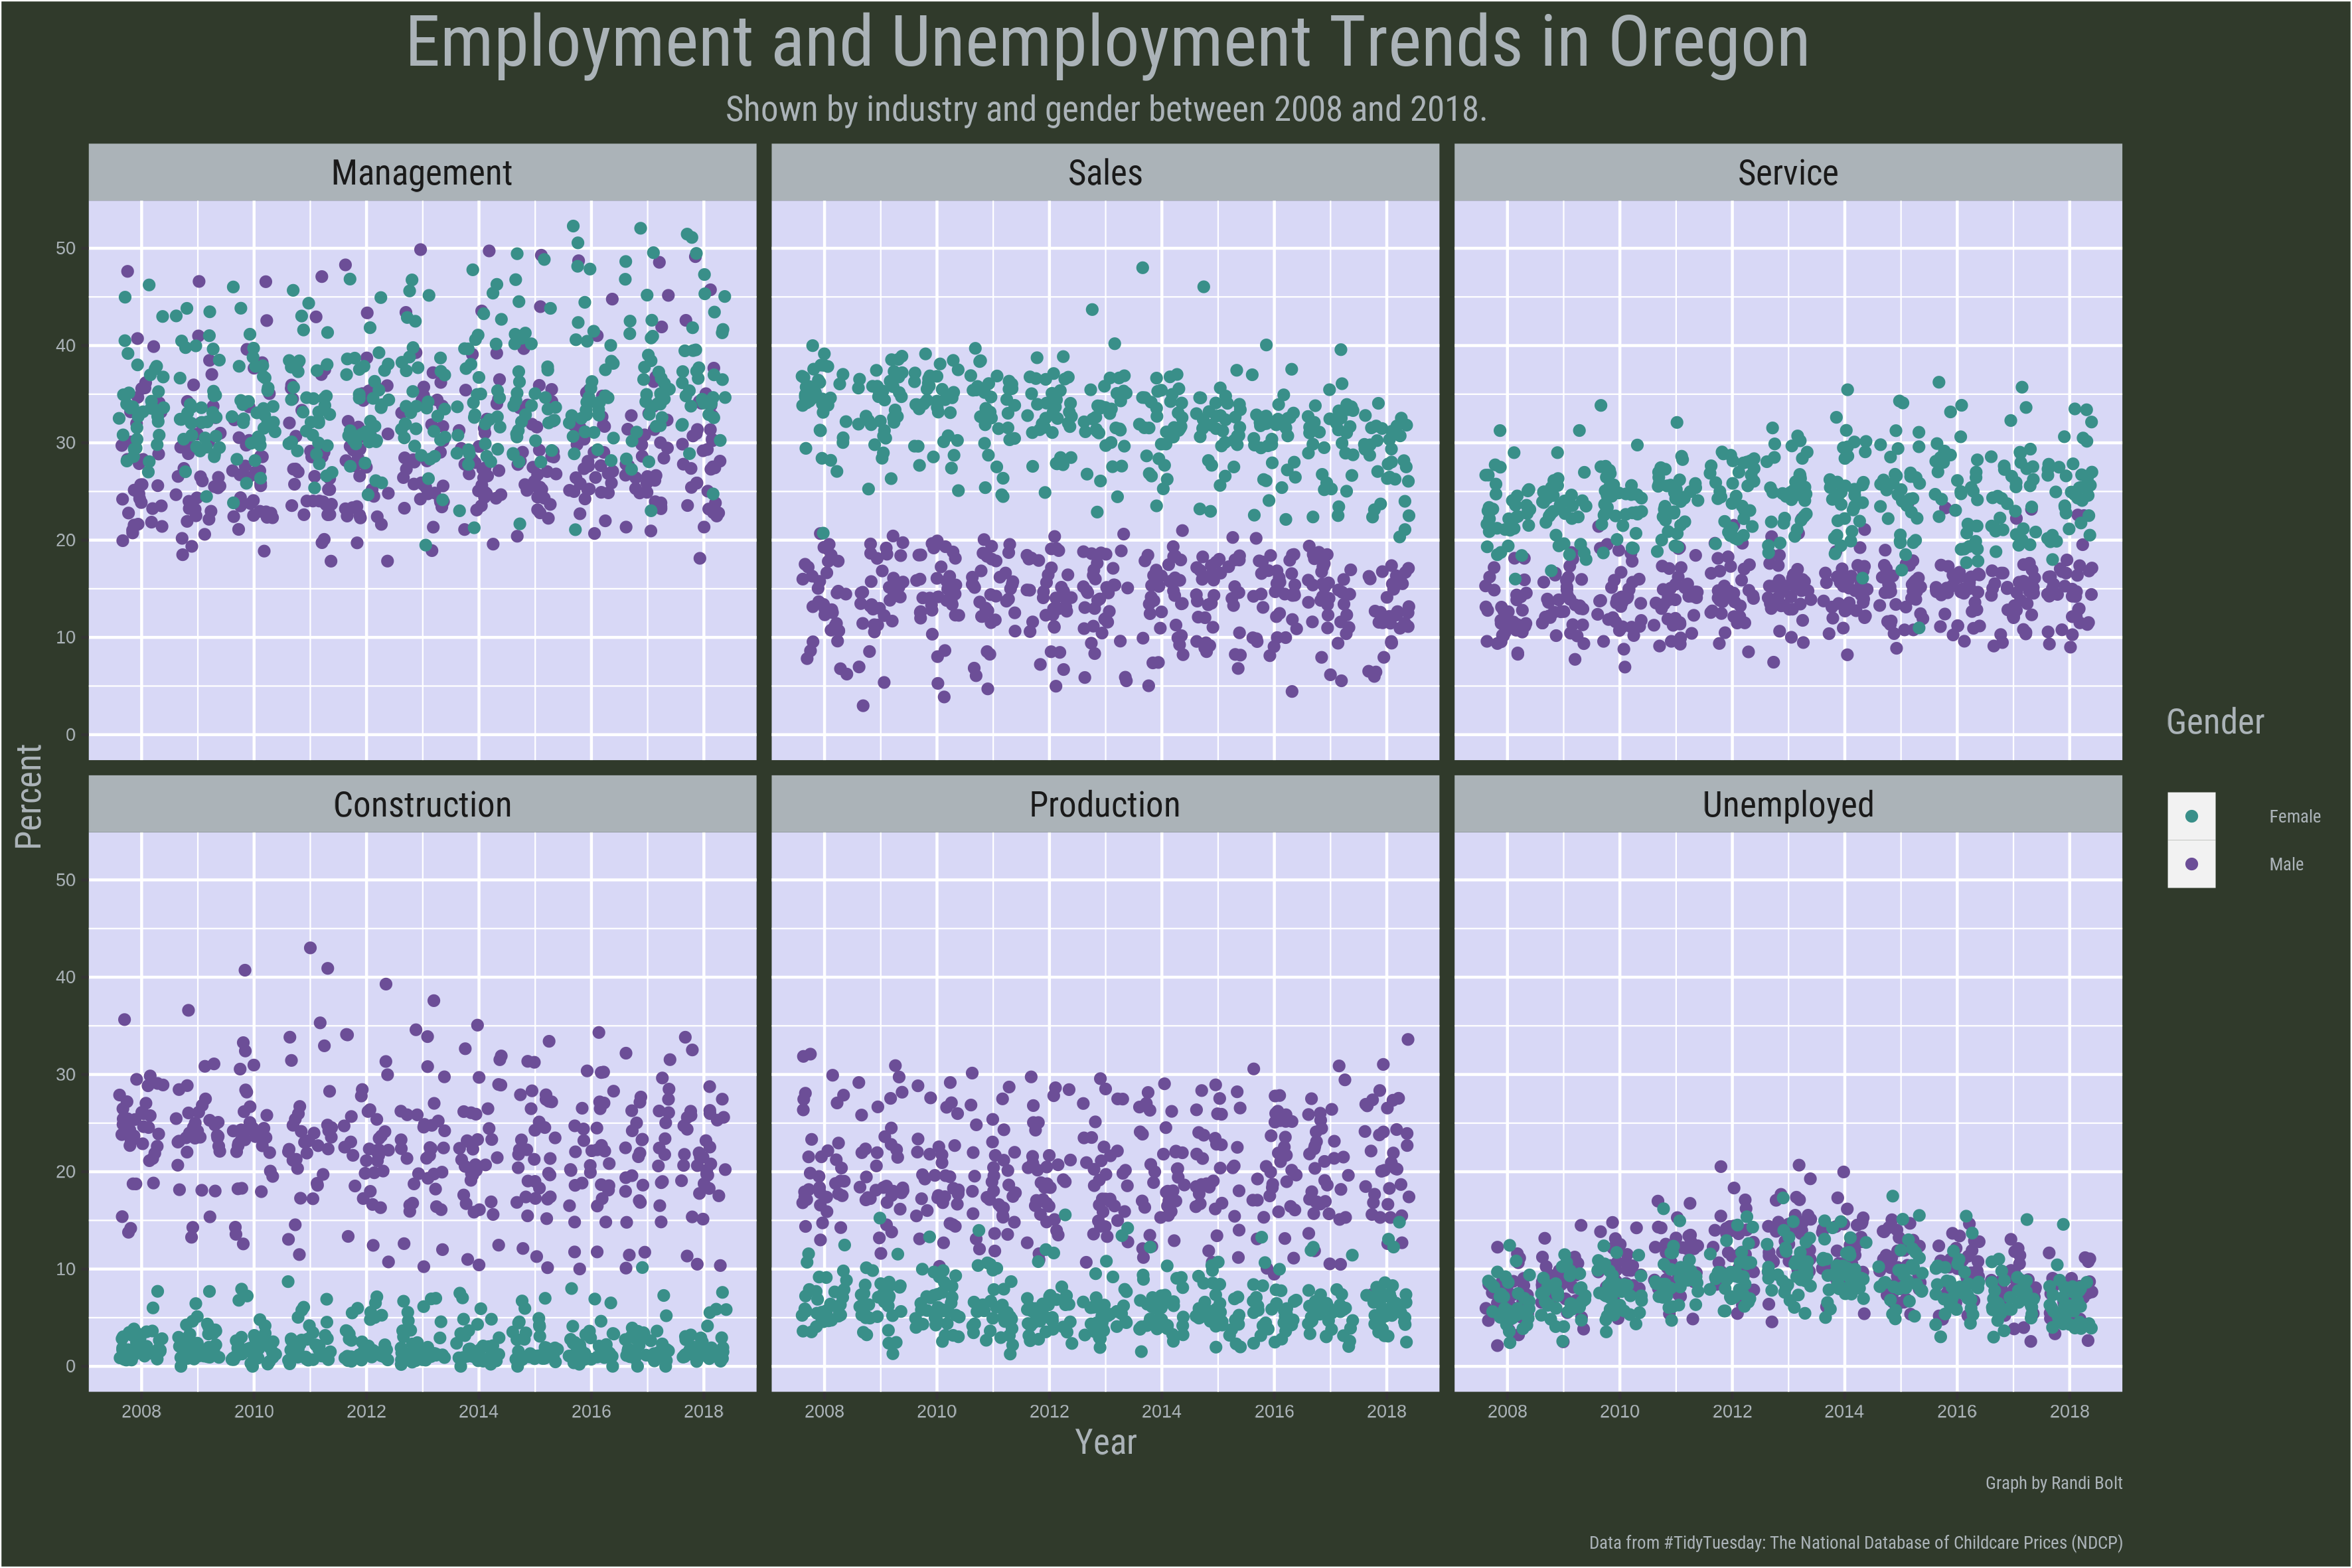 Employment and Unemployment Trends in Oregon
Shown by industry and gender between 2008 and 2018.
Management Sales Service
50
40
30
20
10
0
Percent
Construction Production Unemployed
50
40
30
20
10
0
2008 2010 2012 2014 2016 2018 2008 2010 2012 2014 2016 2018 2008 2010 2012 2014 2016 2018
Year
Gender
Female
Male
Graph by Randi Bolt
Data from #TidyTuesday: The National Database of Childcare Prices (NDCP)